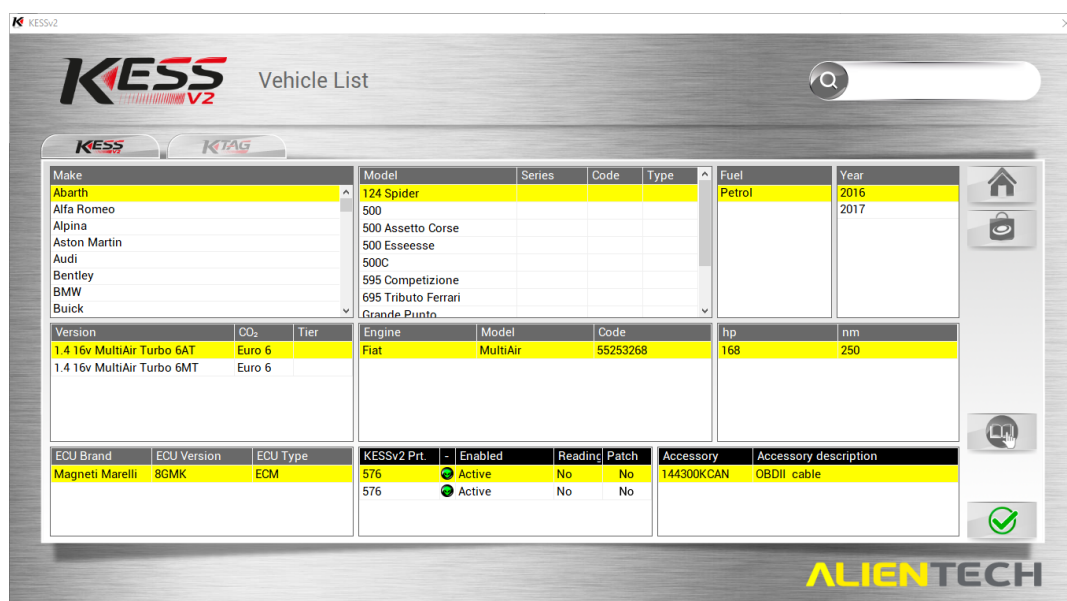 KESSv2
KESS V2
Vehicle List
KESS V2
K-TAG
Make
Abarth
Alfa Romeo
Alpina
Aston Martin
Audi
Bentley
BMW
Buick
Model Series Code Type
124 Spider
500
500 Assetto Corse
500 Esseesse
500C
595 Competizione
695 Tributo Ferrari
Grande Punto
Fuel
Petrol
Year
2016
2017
Version CO₂ Tier
1.4 16v MultiAir Turbo 6AT Euro 6
1.4 16v MultiAir Turbo 6MT Euro 6
Engine Model Code
Fiat MultiAir 55253268
hp nm
168 250
ECU Brand ECU Version ECU Type
Magneti Marelli 8GMK ECM
KESSv2 Prt. - Enabled Reading Patch
576 Active No No
576 Active No No
Accessory Accessory description
144300KCAN OBDII cable
ALIENTECH